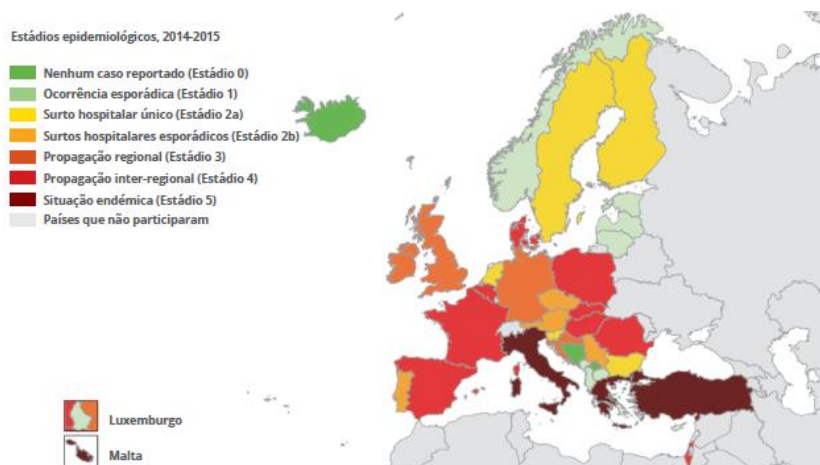 Estádios epidemiológicos, 2014-2015
Nenhum caso reportado (Estádio 0)
Ocorrência esporádica (Estádio 1)
Surto hospitalar único (Estádio 2a)
Surtos hospitalares esporádicos (Estádio 2b)
Propagação regional (Estádio 3)
Propagação inter-regional (Estádio 4)
Situação endémica (Estádio 5)
Países que não participam
Luxemburgo
Malta